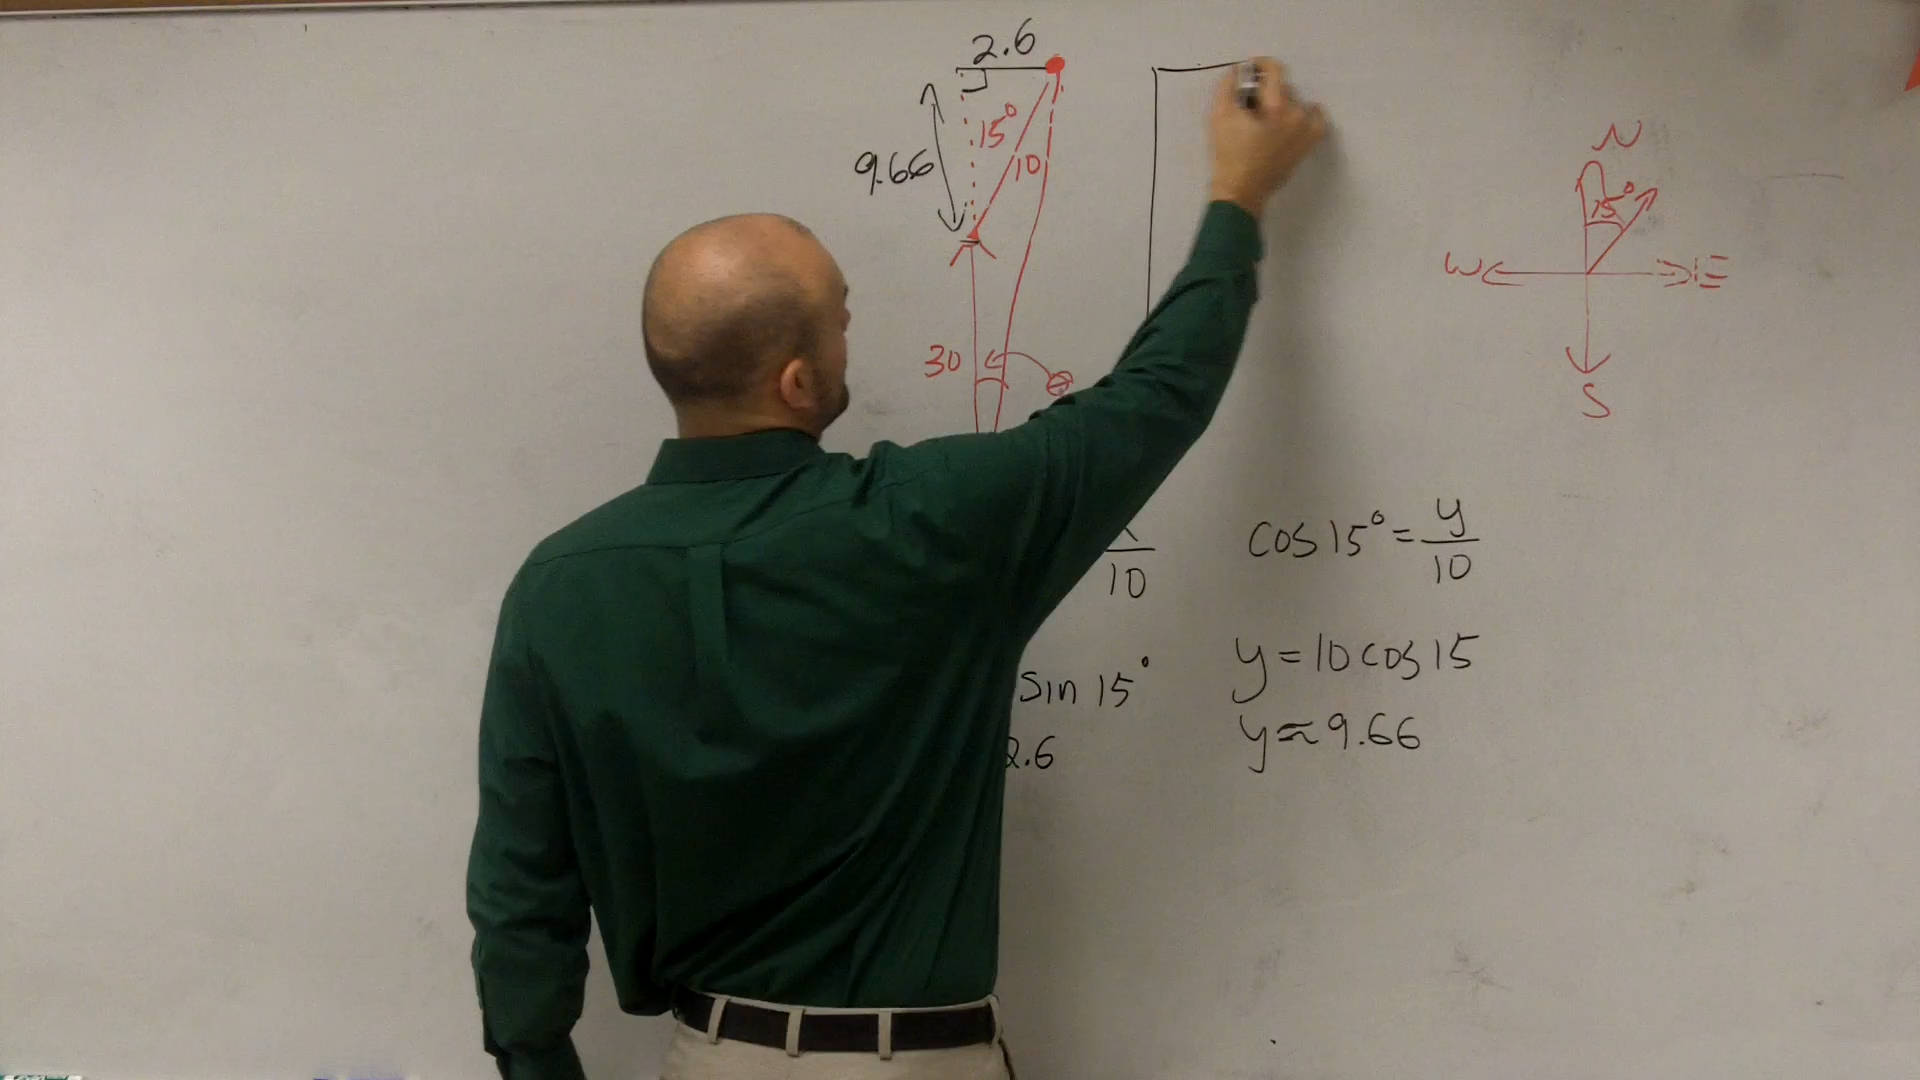 2.6
15°
10
9.66
30
θ
N
15°
W
E
S
10
cos 15° = y/10
sin 15°
y = 10 cos 15
2.6
y ≈ 9.66